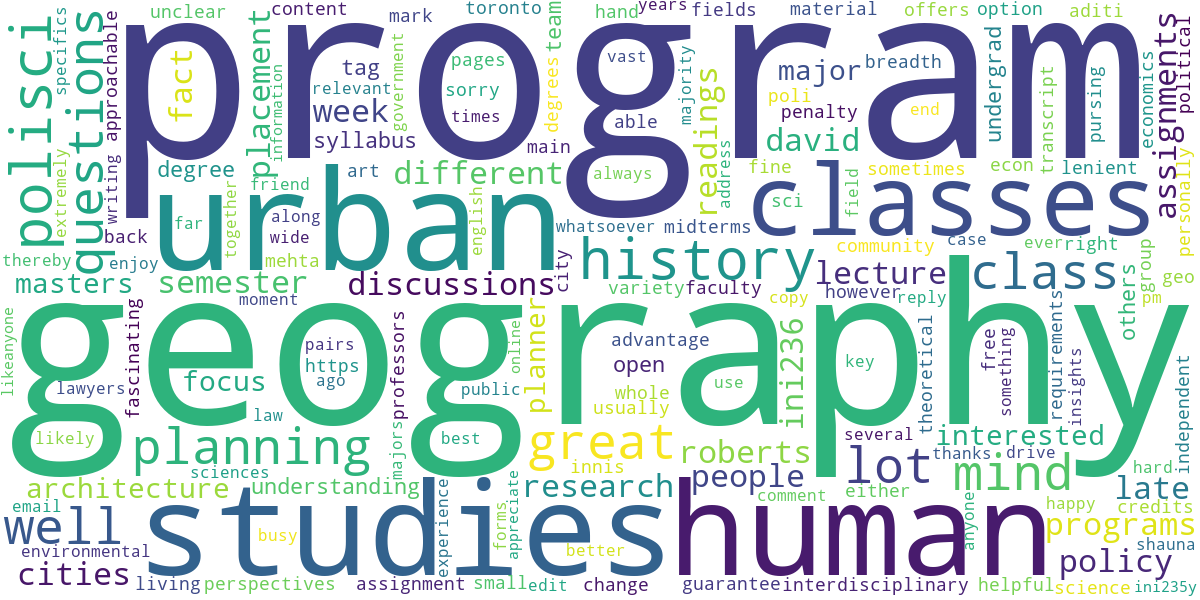 unclear content mark toronto years fields material offers option aditi
polisci questions specifics approachable program hand team
placement fact tag pages vast major breadth undergrad assignments political
information week relevant government sorry degrees majority readings poli end transcript pursing economics
syllabus times main able david penalty
extremely writing degree friend art different always address fine sci field econ sometimes lenient personally
urban classes
far together along wide english whatsoever midterms community case ever right
back enjoy mehta history lecture class group geo
thereby masters semester discussions city variety faculty copy however reply others pm
geography
likeanyone fascinating moment pairs professors online planner advantage ini236 theoretical free something requirements insights independent
lawyers focus https ago public open whole use key
likely law majors best great usually roberts several interested
planning sciences innis people lot thanks drive mind hard
architecture understanding research comment either anyone happy late credits
email studies experience forms appreciate human programs
well busy better shauna
environmental policy
cities living perspectives assignment small edit change guarantee interdisciplinary helpful science ini235y